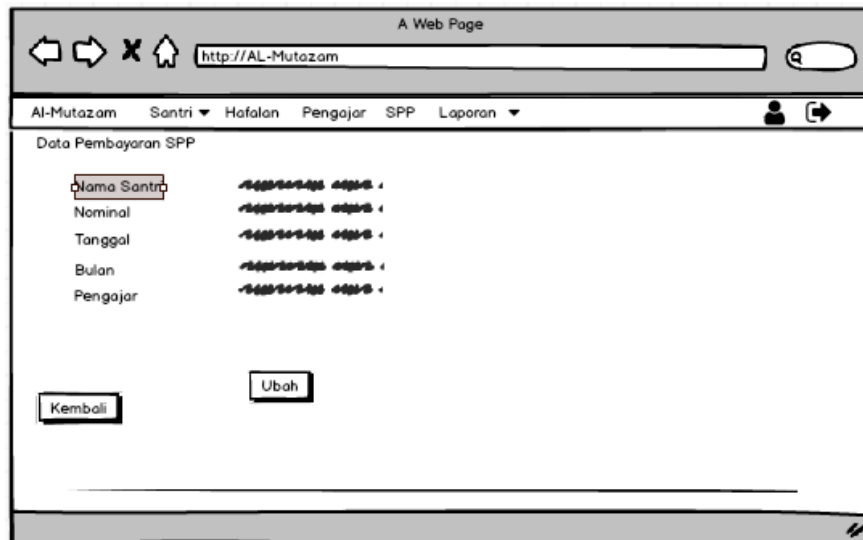 A Web Page
http://AL-Mutazam
Al-Mutazam Santri Hafalan Pengajar SPP Laporan
Data Pembayaran SPP
Nama Santri
Nominal
Tanggal
Bulan
Pengajar
Ubah
Kembali